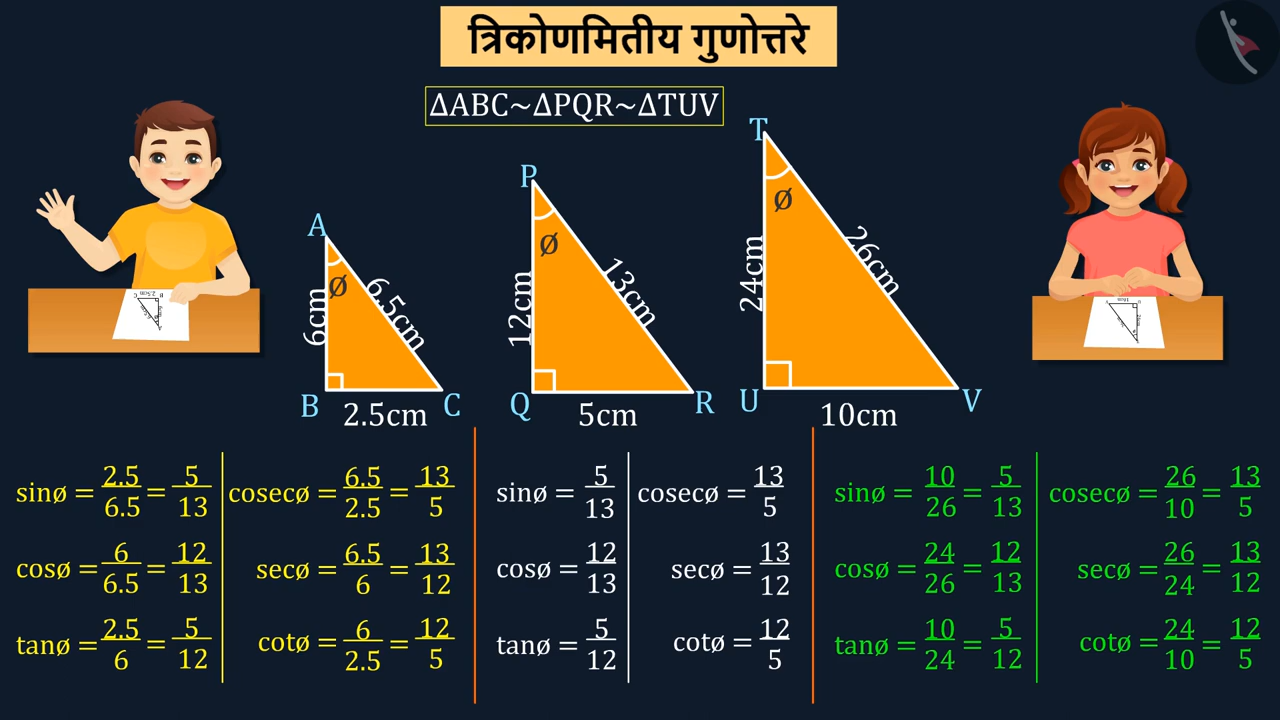 त्रिकोणमितीय गुणोत्तरे
ΔABC~ΔPQR~ΔTUV
A
ø
6cm
6.5cm
B
2.5cm
C
P
ø
12cm
13cm
Q
5cm
R
T
ø
24cm
26cm
U
10cm
V
sinø = 2.5/6.5 = 5/13
cosø = 6/6.5 = 12/13
tanø = 2.5/6 = 5/12
cosecø = 6.5/2.5 = 13/5
secø = 6.5/6 = 13/12
cotø = 6/2.5 = 12/5
sinø = 5/13
cosø = 12/13
tanø = 5/12
cosecø = 13/5
secø = 13/12
cotø = 12/5
sinø = 10/26 = 5/13
cosø = 24/26 = 12/13
tanø = 10/24 = 5/12
cosecø = 26/10 = 13/5
secø = 26/24 = 13/12
cotø = 24/10 = 12/5